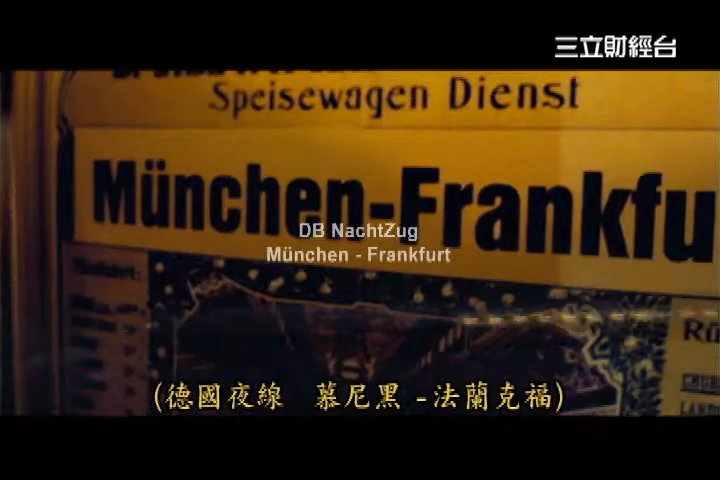 三立財經台
Speisewagen Dienst
München-Frankfu
DB NachtZug
München - Frankfurt
Rü
(德國夜線 慕尼黑-法蘭克福)